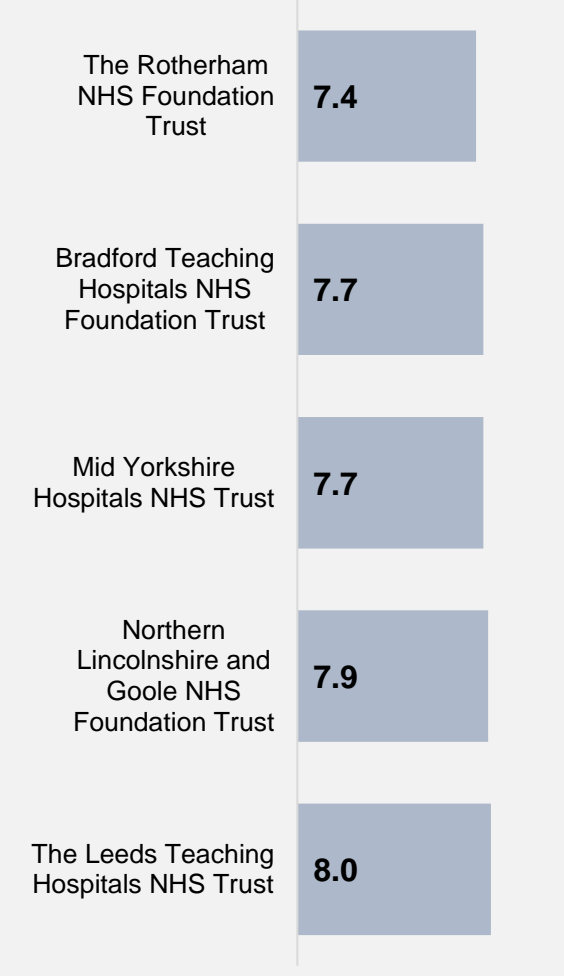 The Rotherham
NHS Foundation
Trust
7.4
Bradford Teaching
Hospitals NHS
Foundation Trust
7.7
Mid Yorkshire
Hospitals NHS Trust
7.7
Northern
Lincolnshire and
Goole NHS
Foundation Trust
7.9
The Leeds Teaching
Hospitals NHS Trust
8.0